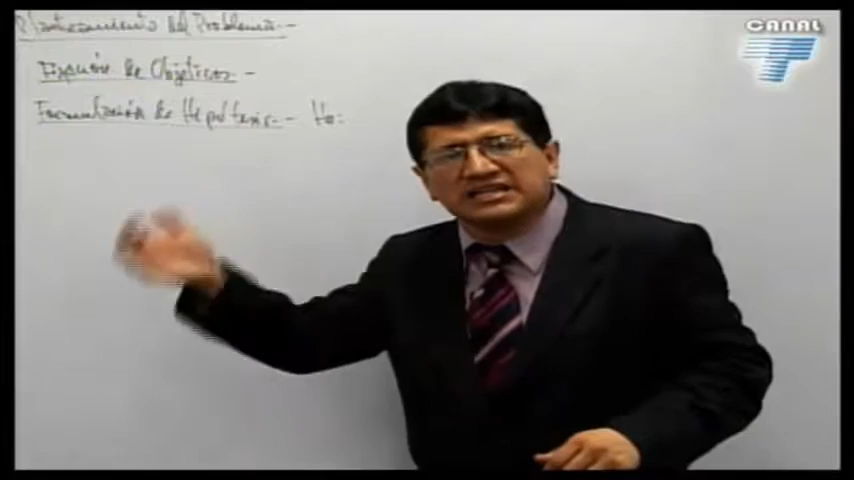 Planteamiento del Problema.-
Fijación de Objetivos -
Formulación de Hipótesis.- Ho:
CANAL
T